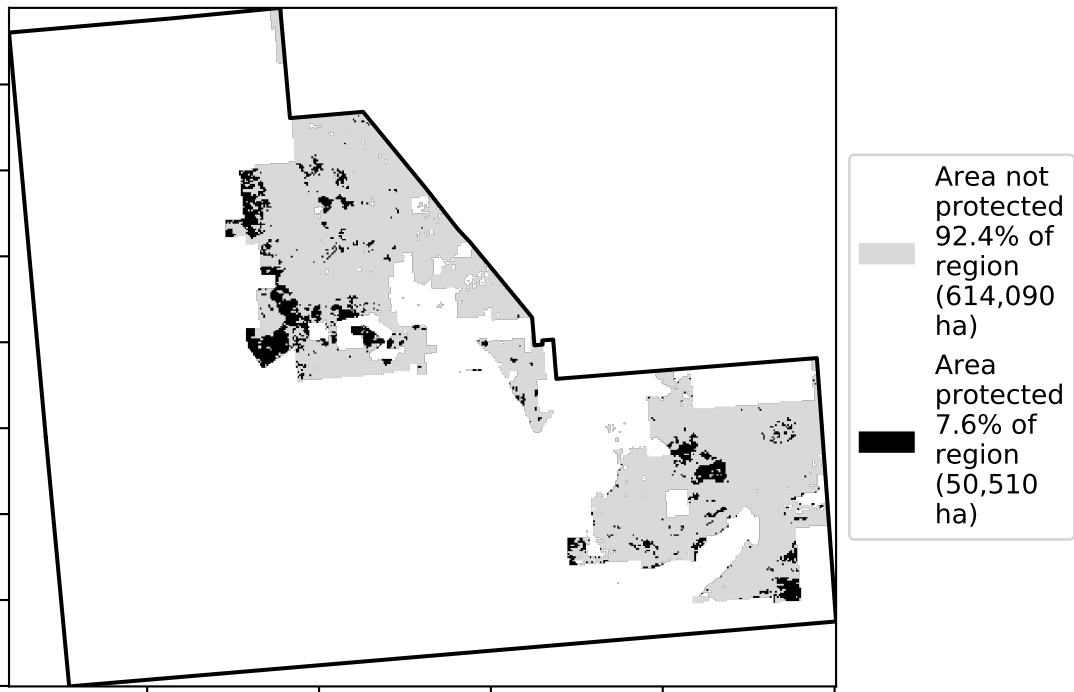 Area not
protected
92.4% of
region
(614,090
ha)
Area
protected
7.6% of
region
(50,510
ha)